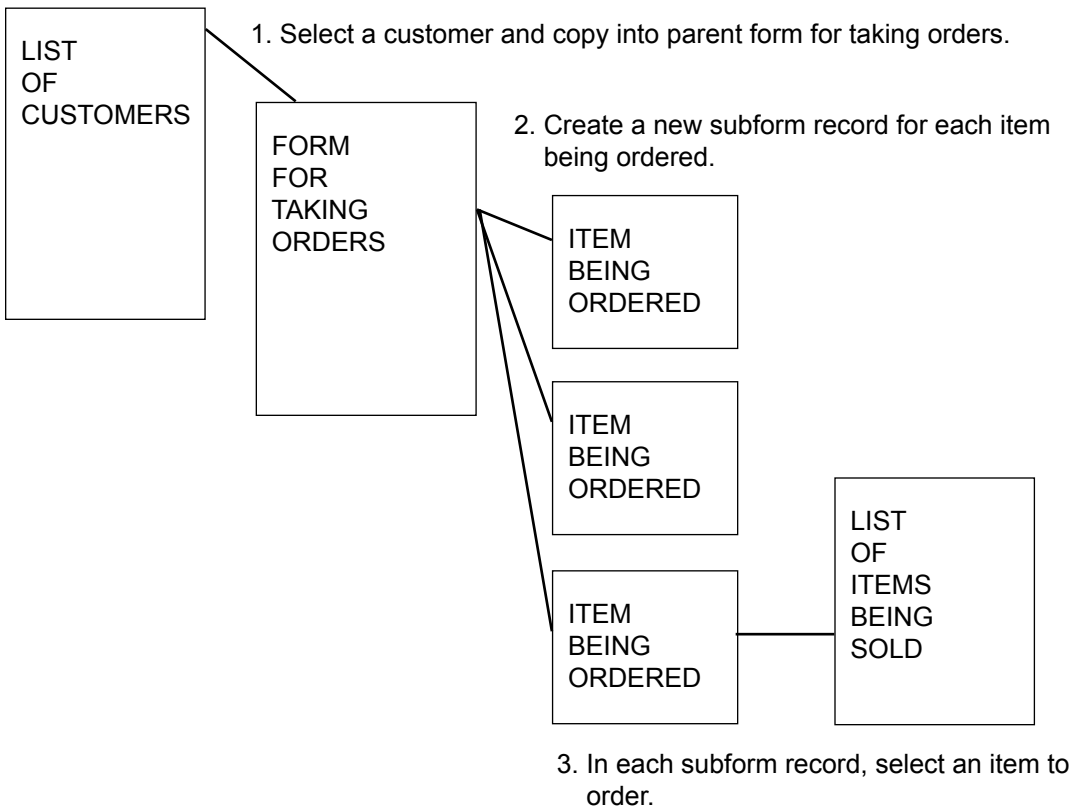 LIST
OF
CUSTOMERS
1. Select a customer and copy into parent form for taking orders.
FORM
FOR
TAKING
ORDERS
2. Create a new subform record for each item
being ordered.
ITEM
BEING
ORDERED
ITEM
BEING
ORDERED
ITEM
BEING
ORDERED
LIST
OF
ITEMS
BEING
SOLD
3. In each subform record, select an item to
order.